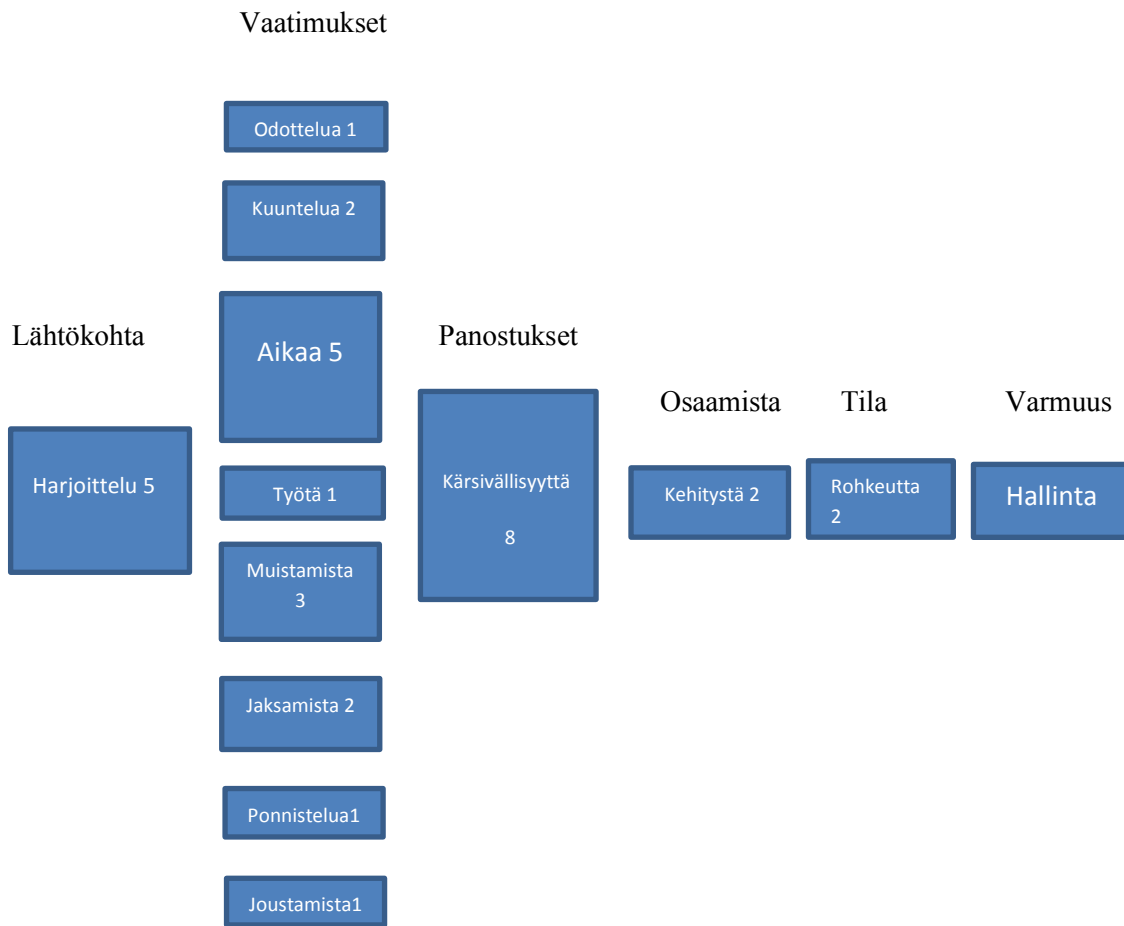 Vaatimukset
Odottelua 1
Kuuntelua 2
Aikaa 5
Työtä 1
Muistamista
3
Jaksamista 2
Ponnistelua1
Joustamista1
Lähtökohta
Harjoittelu 5
Panostukset
Kärsivällisyyttä
8
Osaamista
Kehitystä 2
Tila
Rohkeutta
2
Varmuus
Hallinta